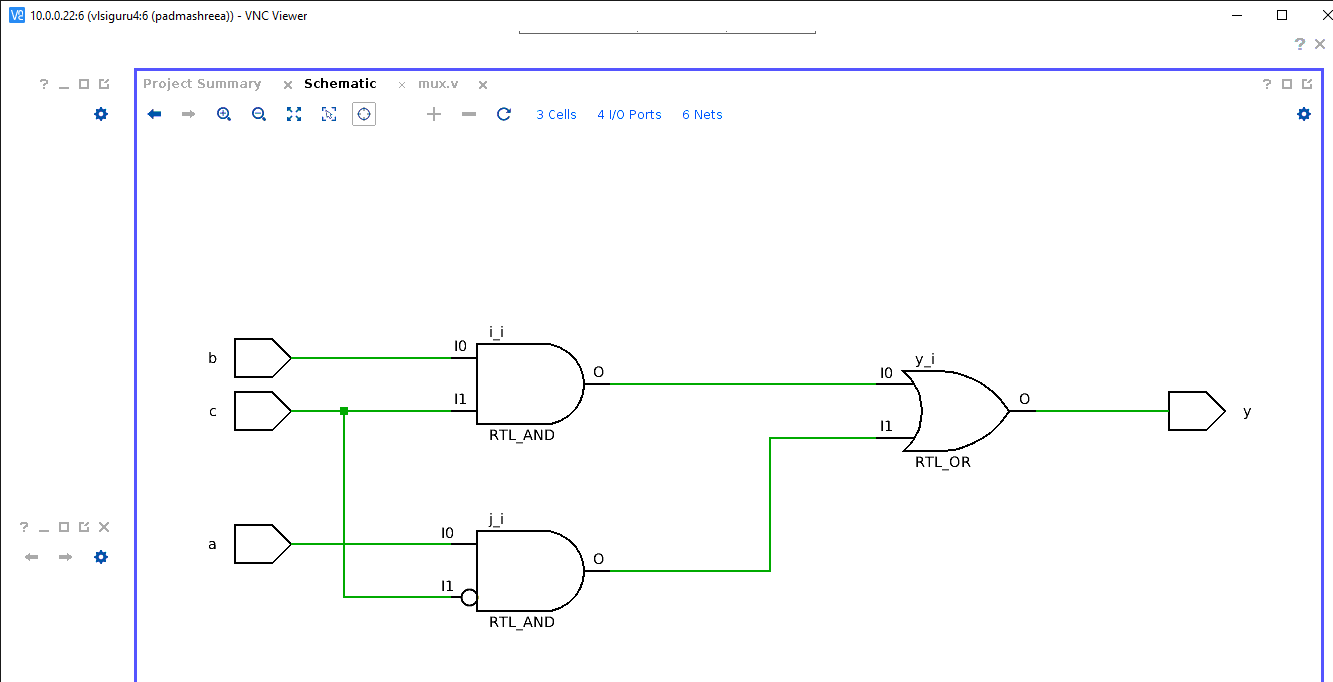 10.0.0.22:6 (vlsiguru4:6 (padmashreea)) - VNC Viewer
Project Summary
Schematic
mux.v
3 Cells 4 I/O Ports 6 Nets
i_i
b
I0
O
c
I1
RTL_AND
y_i
I0
O
y
I1
RTL_OR
j_i
a
I0
O
I1
RTL_AND